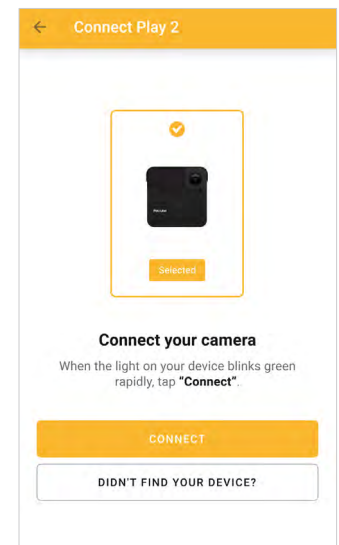 Connect Play 2
Selected
Connect your camera
When the light on your device blinks green
rapidly, tap "Connect".
CONNECT
DIDN'T FIND YOUR DEVICE?